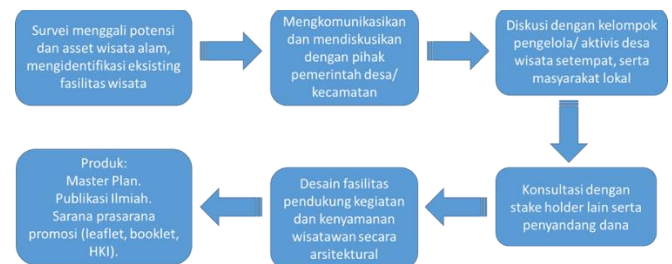 Survei menggali potensi
dan asset wisata alam,
mengidentifikasi eksisting
fasilitas wisata
Mengkomunikasikan
dan mendiskusikan
dengan pihak
pemerintah desa/
kecamatan
Diskusi dengan kelompok
pengelola/ aktivis desa
wisata setempat, serta
masyarakat lokal
Konsultasi dengan
stake holder lain serta
penyandang dana
Desain fasilitas
pendukung kegiatan
dan kenyamanan
wisatawan secara
arsitektural
Produk:
Master Plan.
Publikasi Ilmiah.
Sarana prasarana
promosi (leaflet, booklet,
HKI).